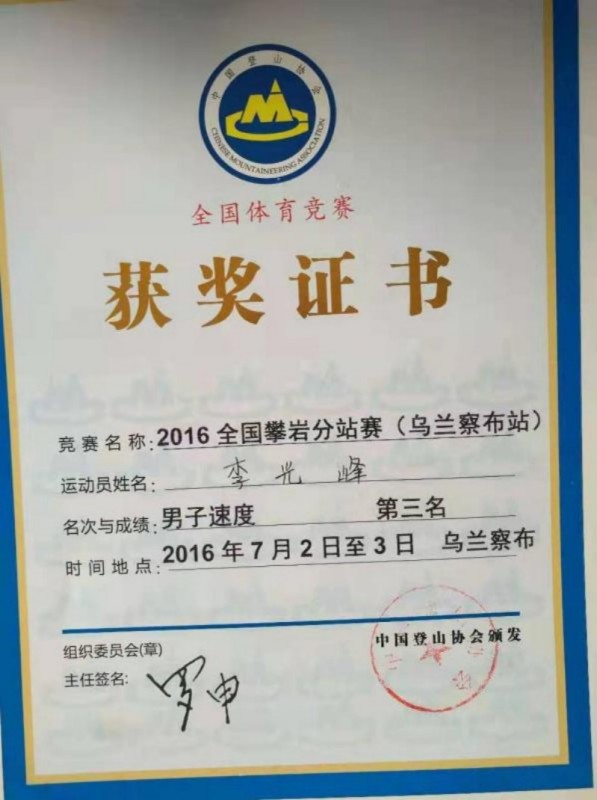 中国登山协会
CHINESE MOUNTAINEERING ASSOCIATION
全国体育竞赛
获奖证书
竞赛名称:2016 全国攀岩分站赛（乌兰察布站）
运动员姓名:李光峰
名次与成绩:男子速度 第三名
时间地点:2016 年 7 月 2 日至 3 日 乌兰察布
中国登山协会颁发
组织委员会(章)
主任签名:罗申